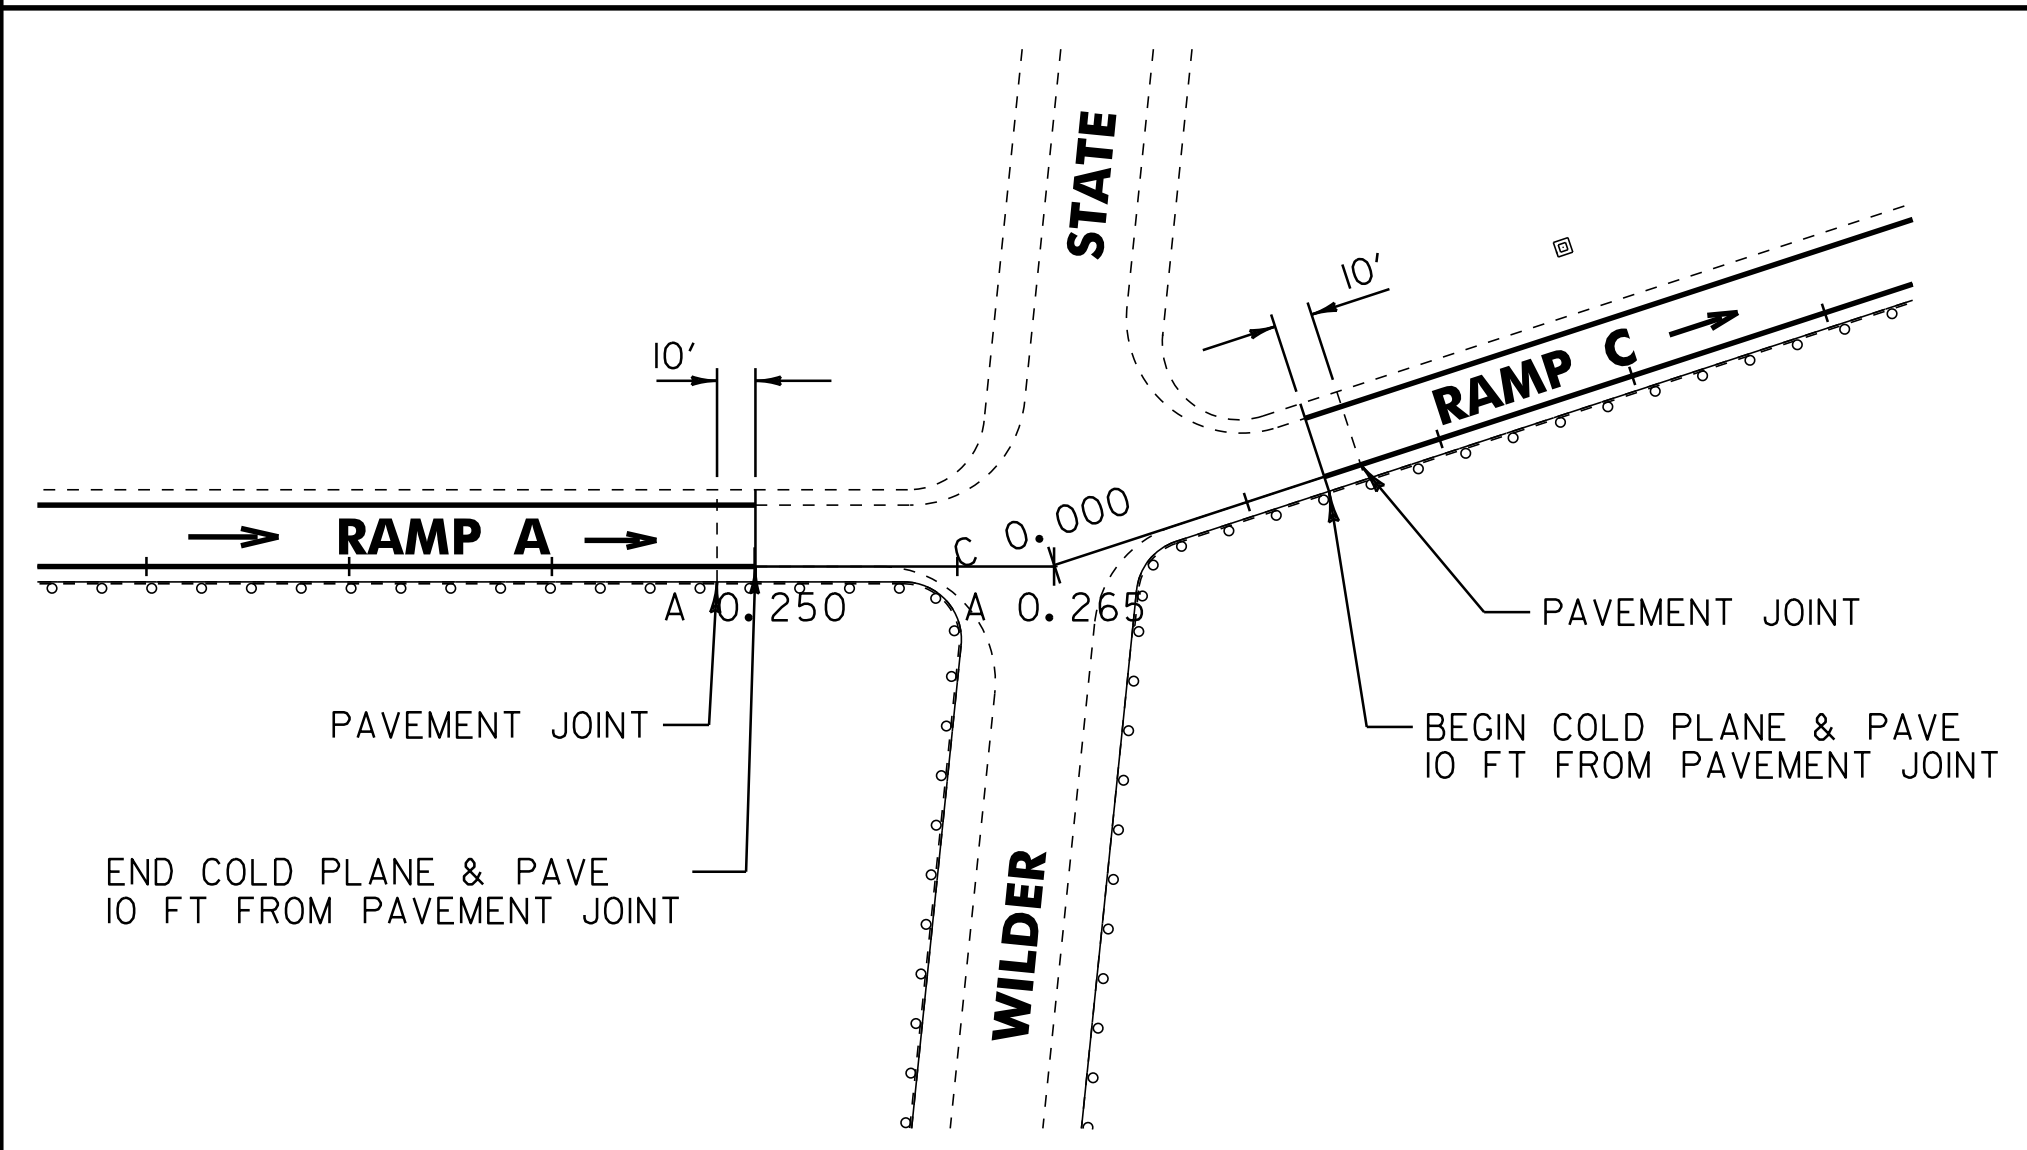 STATE
10'
10'
RAMP C
RAMP A
C 0.000
A 0.250
A 0.265
PAVEMENT JOINT
PAVEMENT JOINT
BEGIN COLD PLANE & PAVE
10 FT FROM PAVEMENT JOINT
END COLD PLANE & PAVE
10 FT FROM PAVEMENT JOINT
WILDER